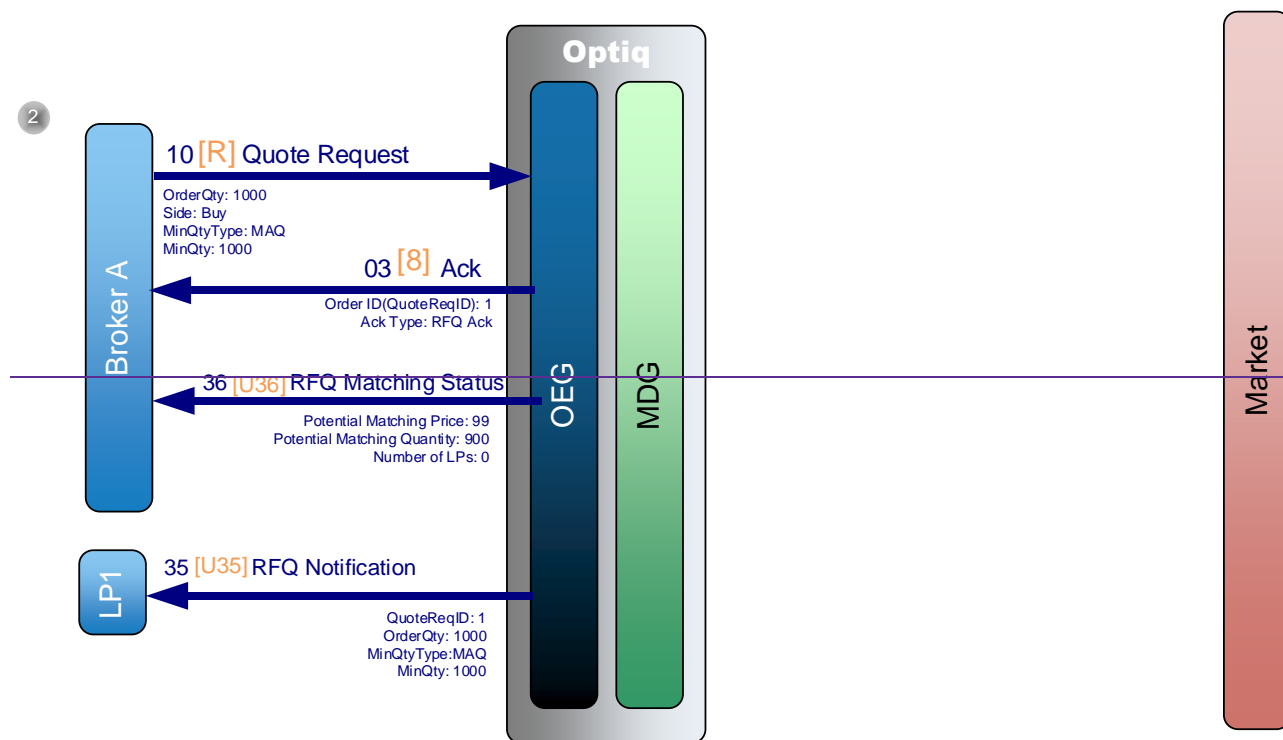 Optiq
2
10 [R] Quote Request
OrderQty: 1000
Side: Buy
MinQtyType: MAQ
MinQty: 1000
03 [8] Ack
Order ID(QuoteReqID): 1
Ack Type: RFQ Ack
Broker A
36 [U36] RFQ Matching Status
Potential Matching Price: 99
Potential Matching Quantity: 900
Number of LPs: 0
OEG
MDG
Market
LP1
35 [U35] RFQ Notification
QuoteReqID: 1
OrderQty: 1000
MinQtyType:MAQ
MinQty: 1000